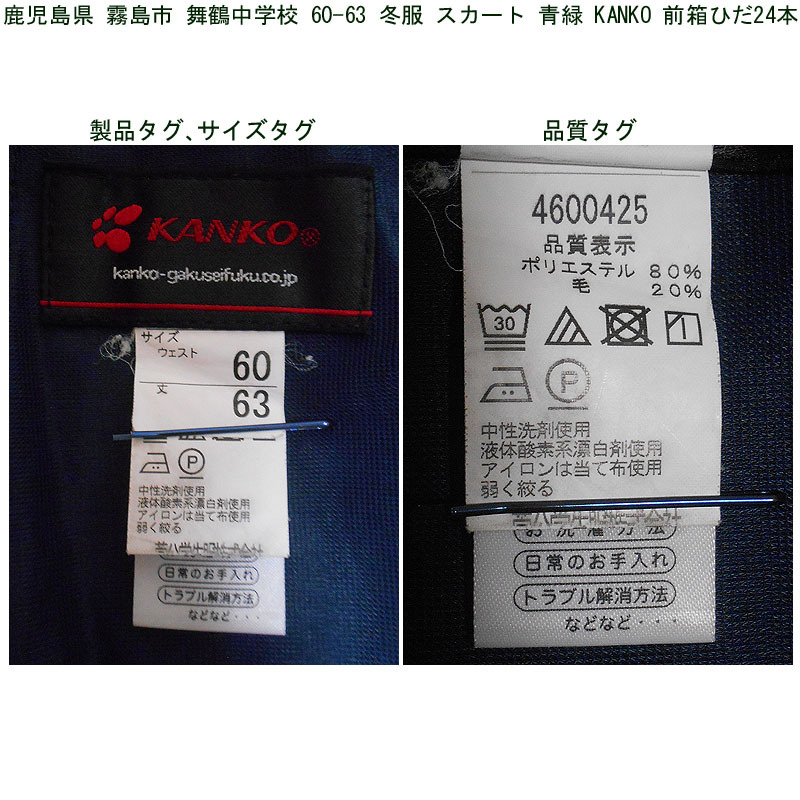 鹿児島県 霧島市 舞鶴中学校 60-63 冬服 スカート 青緑 KANKO 前箱ひだ24本
製品タグ、サイズタグ
品質タグ
KANKO
kanko-gakuseifuku.co.jp
サイズ
ウェスト
60
丈
63
P
中性洗剤使用
液体酸素系漂白剤使用
アイロンは当て布使用
弱く絞る
日常のお手入れ
トラブル解消方法
などなど・・・
4600425
品質表示
ポリエステル 80%
毛 20%
30
P
中性洗剤使用
液体酸素系漂白剤使用
アイロンは当て布使用
弱く絞る
お洗濯方法
日常のお手入れ
トラブル解消方法
などなど・・・